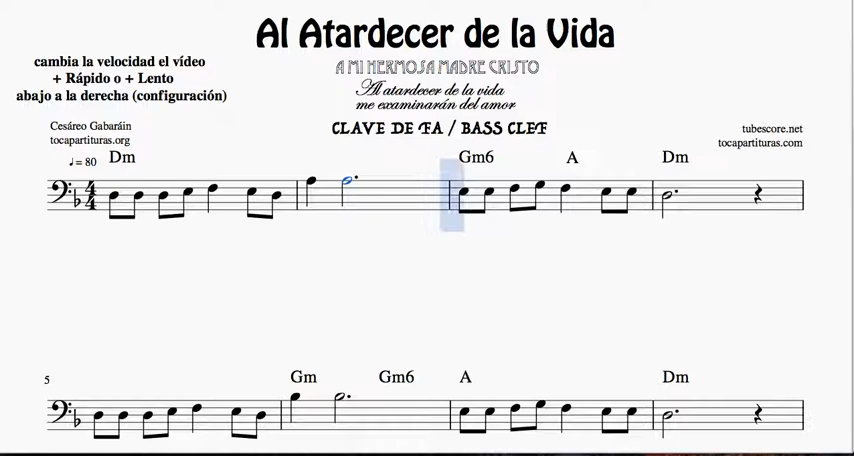 Al Atardecer de la Vida
A MI HERMOSA MADRE CRISTO
cambia la velocidad el vídeo
+ Rápido o + Lento
abajo a la derecha (configuración)
Al atardecer de la vida
me examinarán del amor
CLAVE DE FA / BASS CLEF
Cesáreo Gabaráin
tocapartituras.org
tubescore.net
tocapartituras.com
♩= 80 Dm Gm6 A Dm
4
4
5 Gm Gm6 A Dm